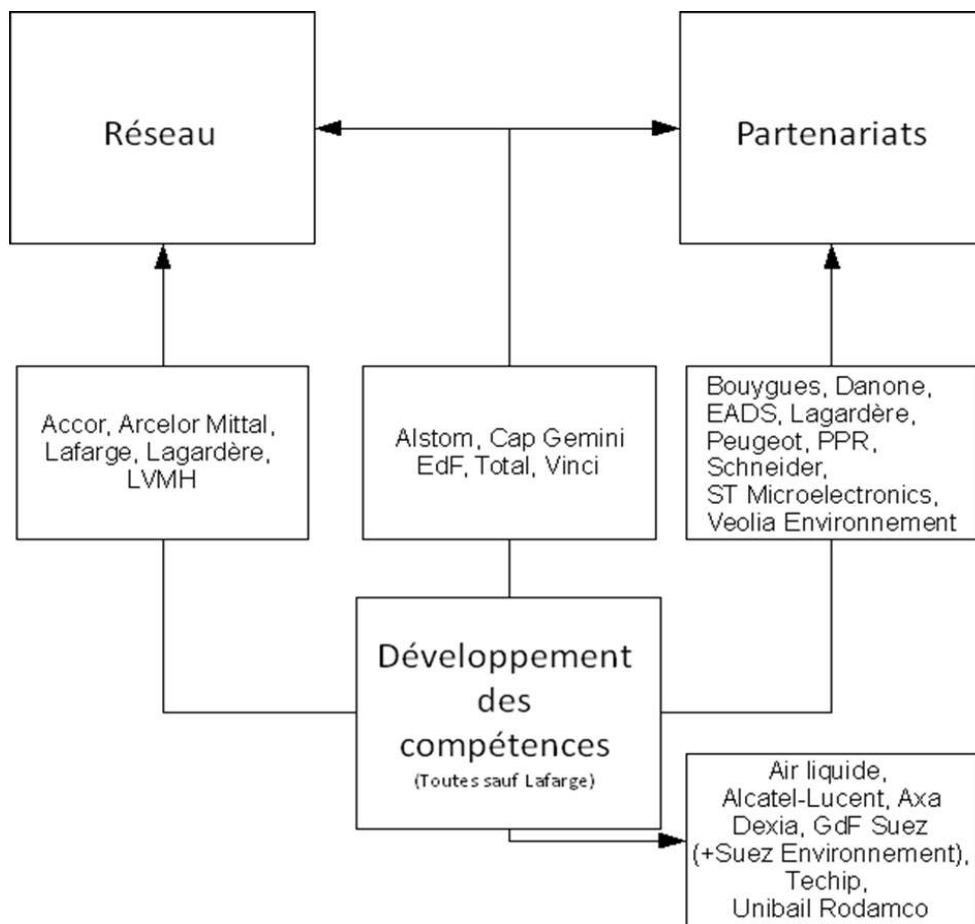 Réseau
Partenariats
Accor, Arcelor Mittal,
Lafarge, Lagardère,
LVMH
Alstom, Cap Gemini
EdF, Total, Vinci
Bouygues, Danone,
EADS, Lagardère,
Peugeot, PPR,
Schneider,
ST Microelectronics,
Veolia Environnement
Développement
des
compétences
(Toutes sauf Lafarge)
Air liquide,
Alcatel-Lucent, Axa
Dexia, GdF Suez
(+Suez Environnement),
Techip,
Unibail Rodamco